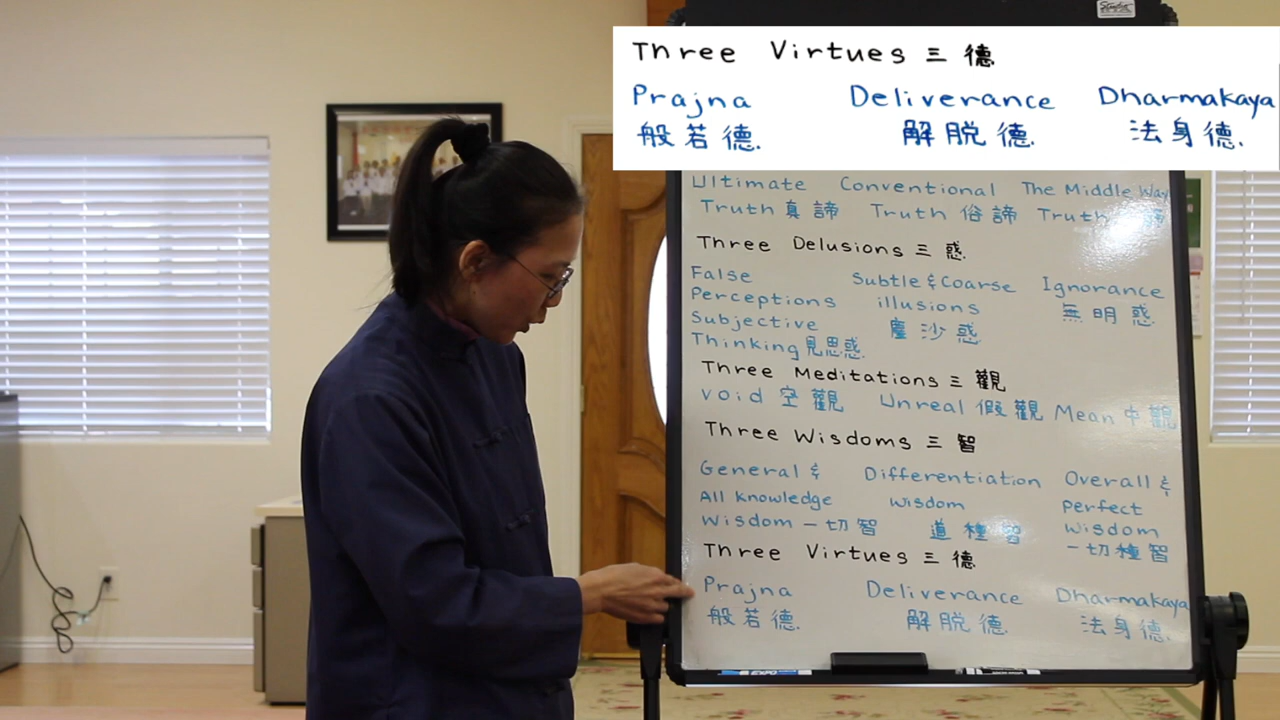 Three Virtues 三德
Prajna Deliverance Dharmakaya
般若德. 解脱德. 法身德.
Ultimate Conventional The Middle Way
Truth 真諦 Truth 俗諦 Truth
Three Delusions 三惑.
False Subtle & Coarse Ignorance
Perceptions illusions 無明惑
Subjective 塵沙惑
Thinking 見思惑.
Three Meditations 三觀
void 空觀 Unreal 假觀 Mean 中觀
Three Wisdoms 三智
General & Differentiation Overall &
All Knowledge wisdom perfect
Wisdom 一切智 道種智 wisdom
一切種智
Three Virtues 三德
Prajna Deliverance Dharmakaya
般若德. 解脱德. 法身德.
EXPO